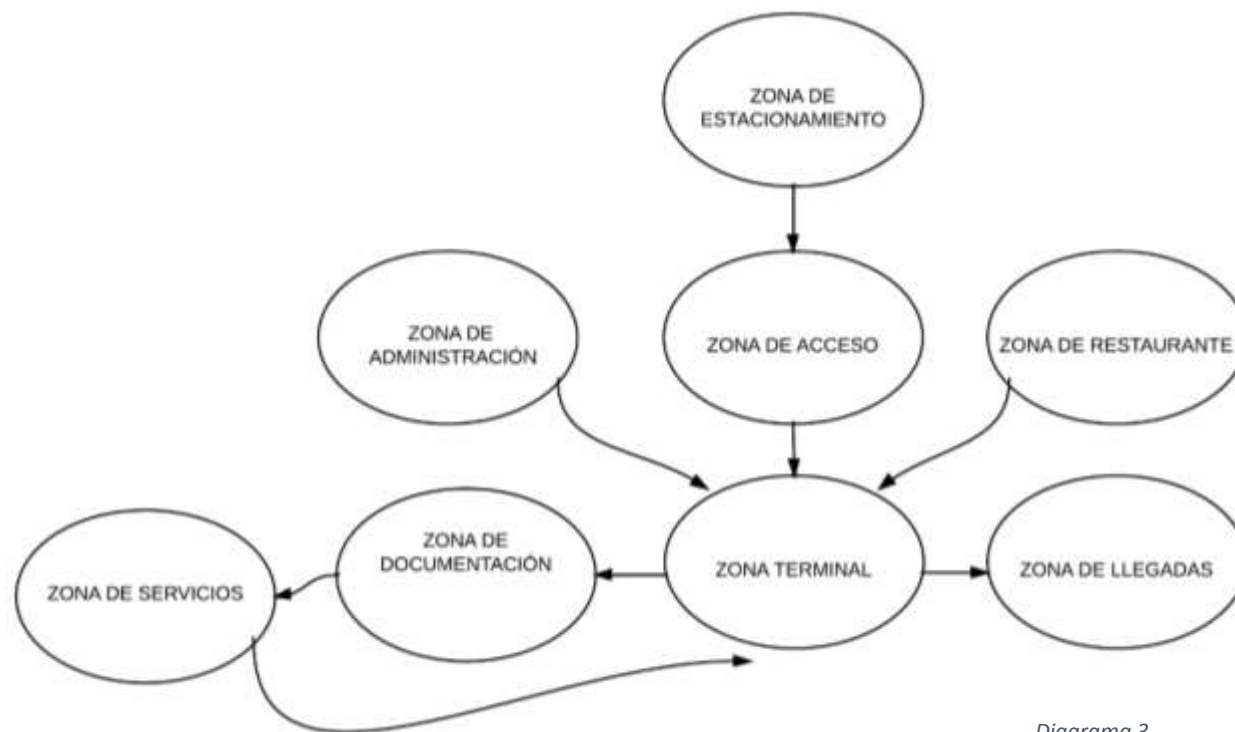 ZONA DE
ESTACIONAMIENTO
ZONA DE
ADMINISTRACIÓN
ZONA DE ACCESO
ZONA DE RESTAURANTE
ZONA DE SERVICIOS
ZONA DE
DOCUMENTACIÓN
ZONA TERMINAL
ZONA DE LLEGADAS
Diagrama